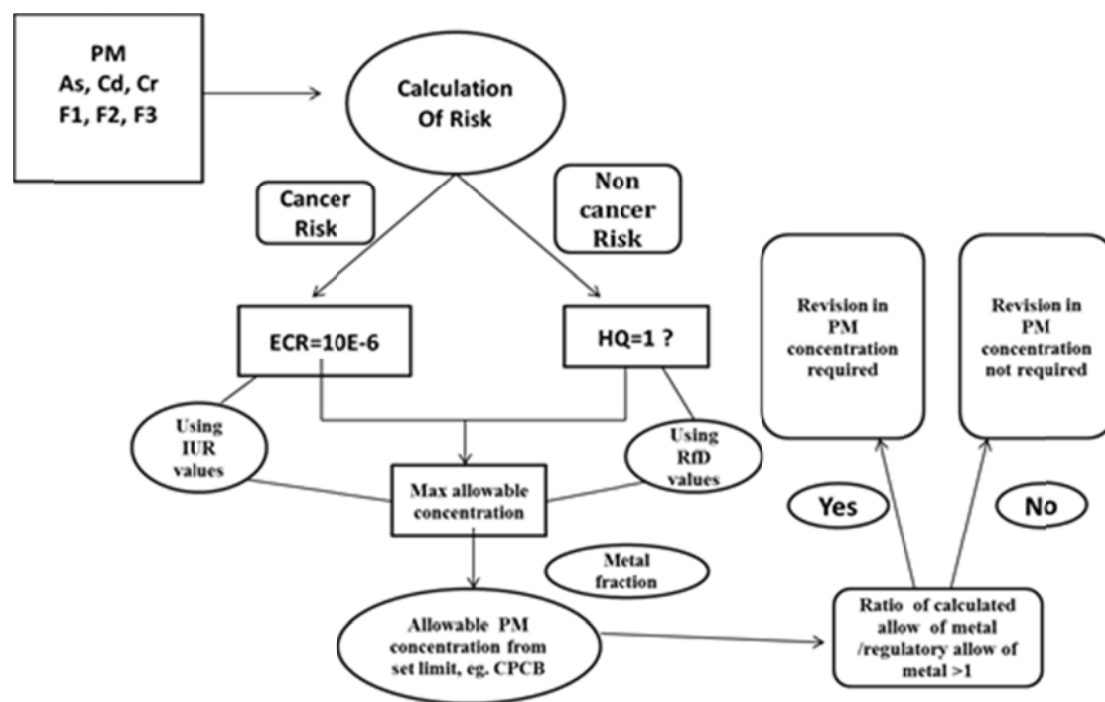 PM
As, Cd, Cr
F1, F2, F3
Calculation
Of Risk
Cancer
Risk
Non
cancer
Risk
ECR=10E-6
HQ=1 ?
Using
IUR
values
Using
RfD
values
Max allowable
concentration
Metal
fraction
Allowable PM
concentration from
set limit, eg. CPCB
Ratio of calculated
allow of metal
/regulatory allow of
metal >1
Yes
No
Revision in
PM
concentration
required
Revision in
PM
concentration
not required